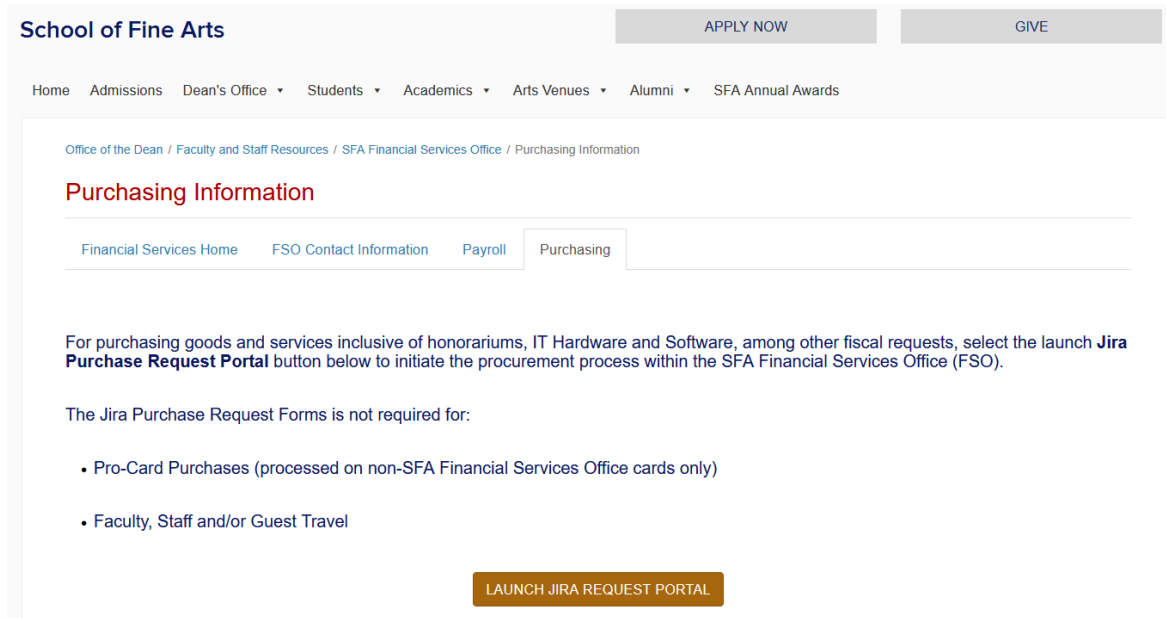 School of Fine Arts
APPLY NOW
GIVE
Home Admissions Dean's Office ▾ Students ▾ Academics ▾ Arts Venues ▾ Alumni ▾ SFA Annual Awards
Office of the Dean / Faculty and Staff Resources / SFA Financial Services Office / Purchasing Information
Purchasing Information
Financial Services Home FSO Contact Information Payroll Purchasing
For purchasing goods and services inclusive of honorariums, IT Hardware and Software, among other fiscal requests, select the launch Jira
Purchase Request Portal button below to initiate the procurement process within the SFA Financial Services Office (FSO).
The Jira Purchase Request Forms is not required for:
• Pro-Card Purchases (processed on non-SFA Financial Services Office cards only)
• Faculty, Staff and/or Guest Travel
LAUNCH JIRA REQUEST PORTAL